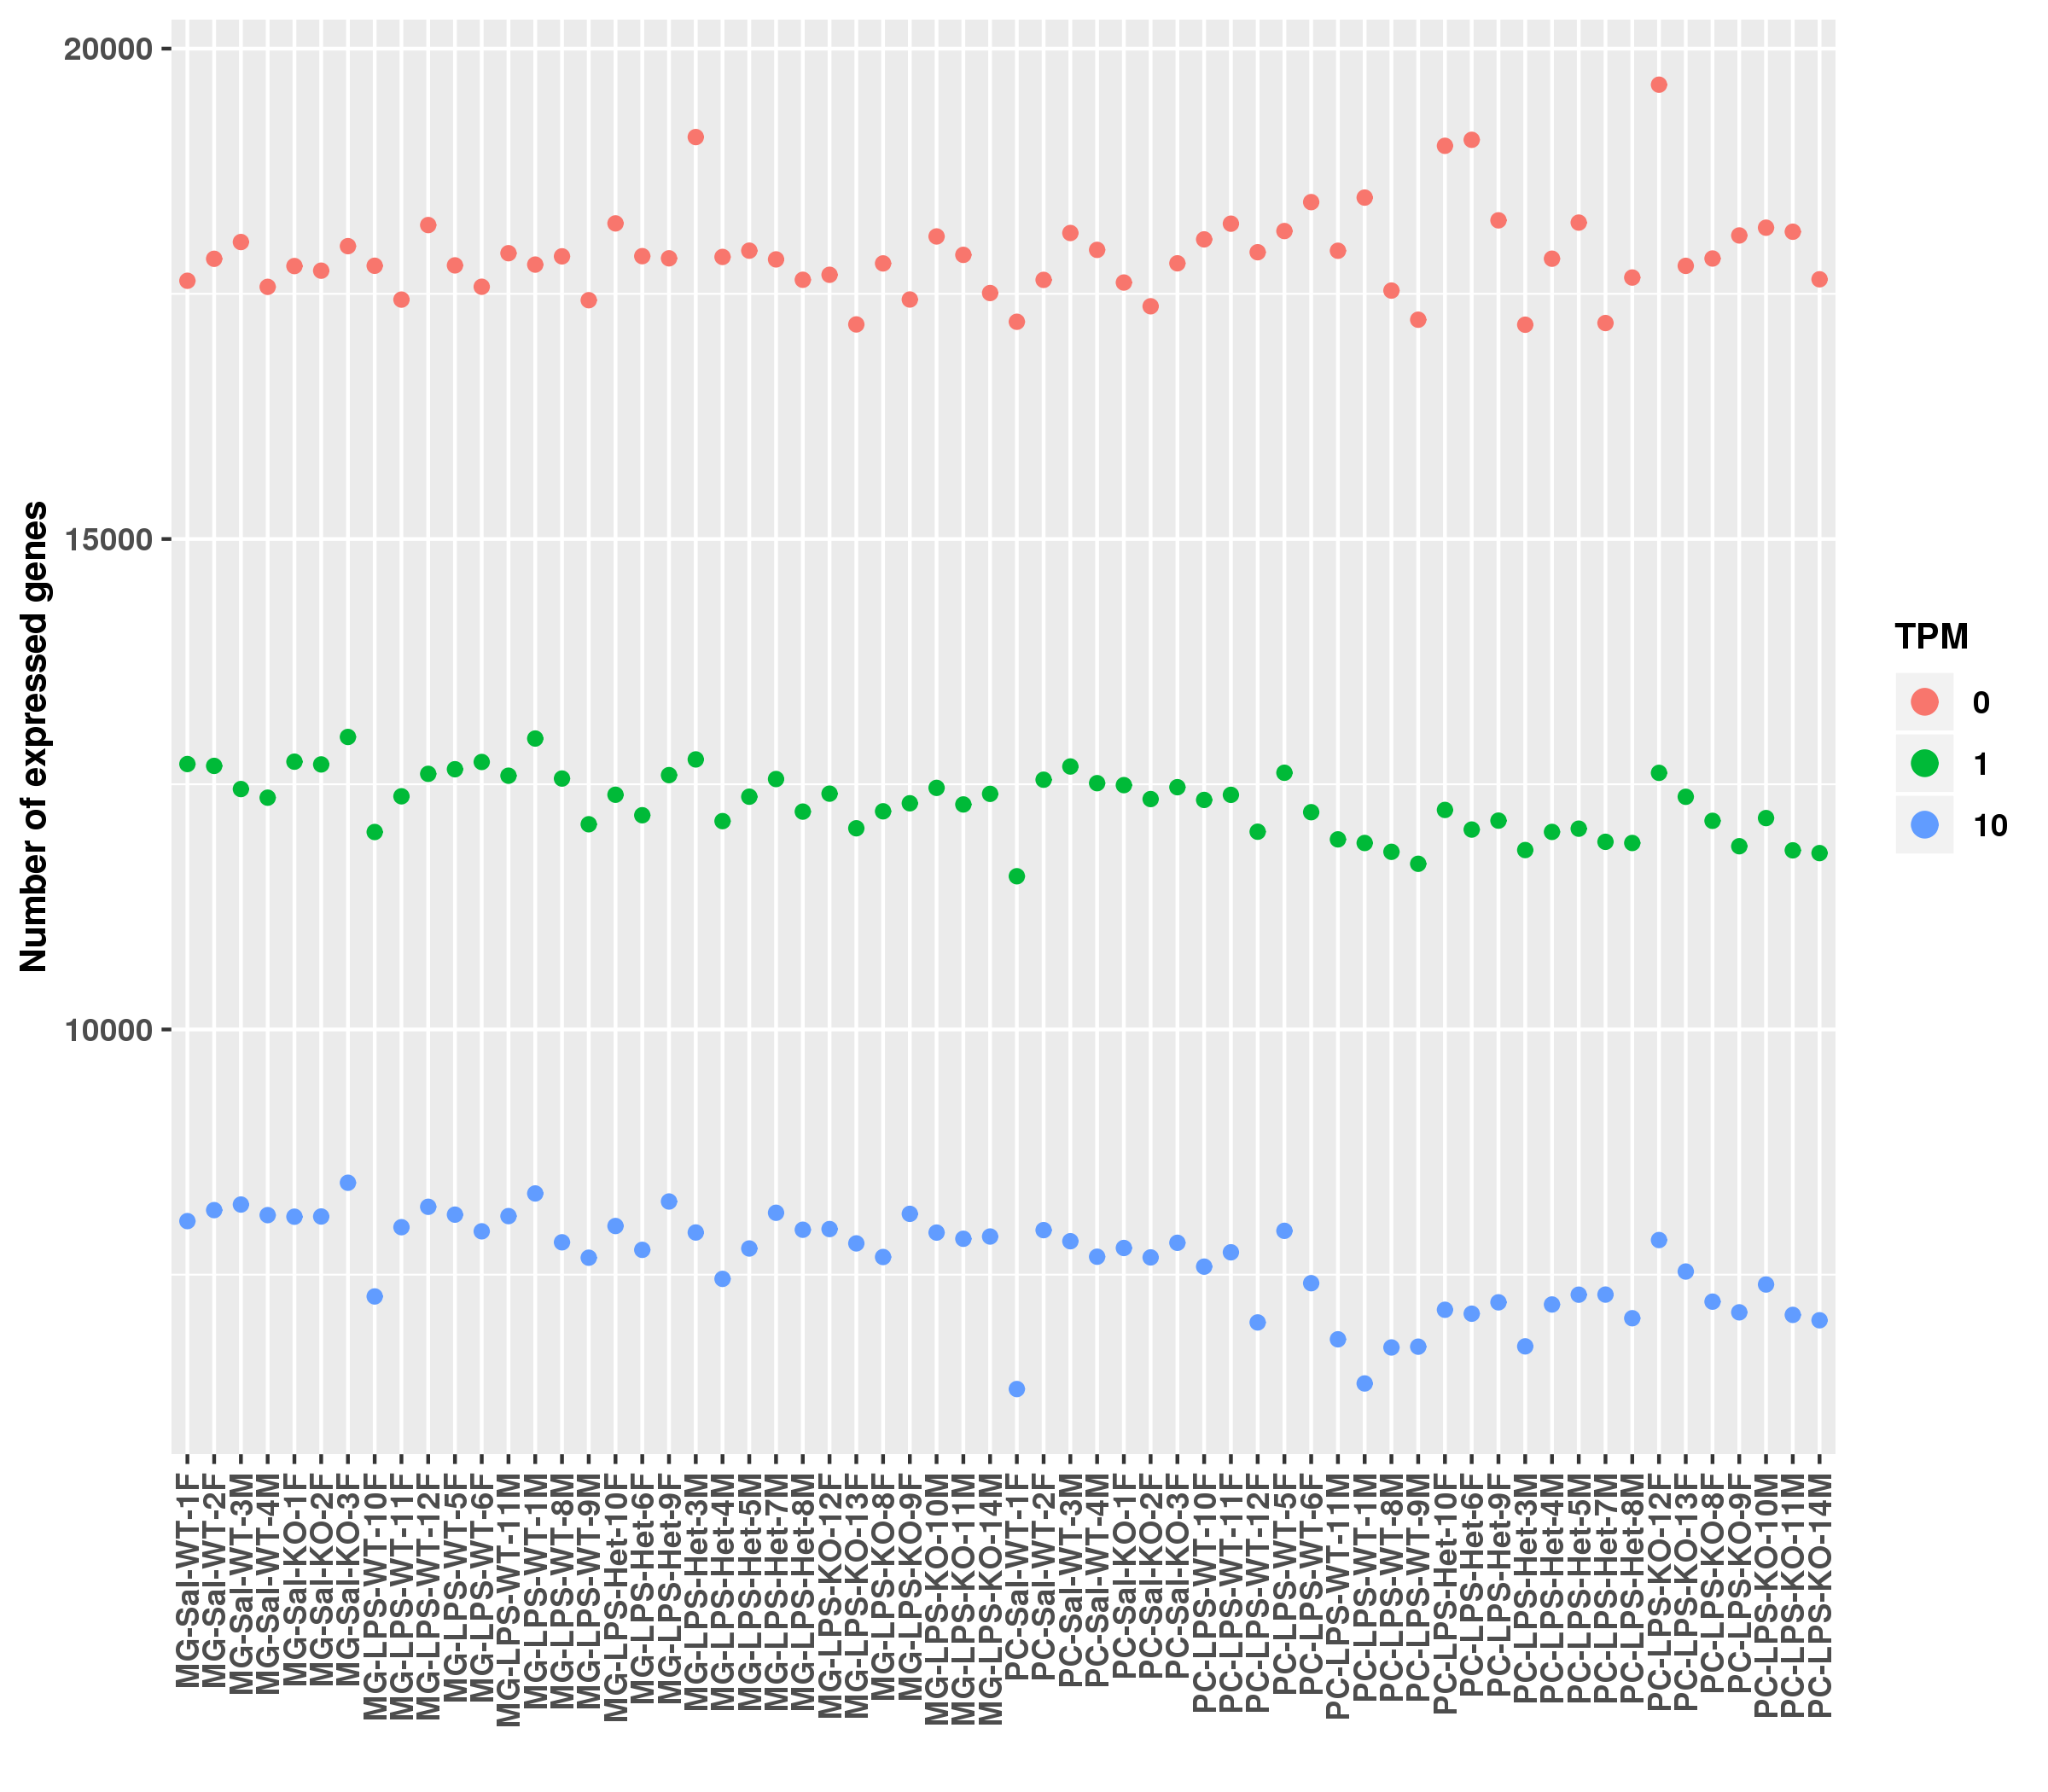 20000
15000
10000
Number of expressed genes
TPM
0
1
10
MG-Sal-WT-1F
MG-Sal-WT-2F
MG-Sal-WT-3M
MG-Sal-WT-4M
MG-Sal-KO-1F
MG-Sal-KO-2F
MG-Sal-KO-3F
MG-LPS-WT-10F
MG-LPS-WT-11F
MG-LPS-WT-12F
MG-LPS-WT-5F
MG-LPS-WT-6F
MG-LPS-WT-11M
MG-LPS-WT-1M
MG-LPS-WT-8M
MG-LPS-WT-9M
MG-LPS-Het-10F
MG-LPS-Het-6F
MG-LPS-Het-9F
MG-LPS-Het-3M
MG-LPS-Het-4M
MG-LPS-Het-5M
MG-LPS-Het-7M
MG-LPS-Het-8M
MG-LPS-KO-12F
MG-LPS-KO-13F
MG-LPS-KO-8F
MG-LPS-KO-9F
MG-LPS-KO-10M
MG-LPS-KO-11M
MG-LPS-KO-14M
PC-Sal-WT-1F
PC-Sal-WT-2F
PC-Sal-WT-3M
PC-Sal-WT-4M
PC-Sal-KO-1F
PC-Sal-KO-2F
PC-Sal-KO-3F
PC-LPS-WT-10F
PC-LPS-WT-11F
PC-LPS-WT-12F
PC-LPS-WT-5F
PC-LPS-WT-6F
PC-LPS-WT-11M
PC-LPS-WT-1M
PC-LPS-WT-8M
PC-LPS-WT-9M
PC-LPS-Het-10F
PC-LPS-Het-6F
PC-LPS-Het-9F
PC-LPS-Het-3M
PC-LPS-Het-4M
PC-LPS-Het-5M
PC-LPS-Het-7M
PC-LPS-Het-8M
PC-LPS-KO-12F
PC-LPS-KO-13F
PC-LPS-KO-8F
PC-LPS-KO-9F
PC-LPS-KO-10M
PC-LPS-KO-11M
PC-LPS-KO-14M